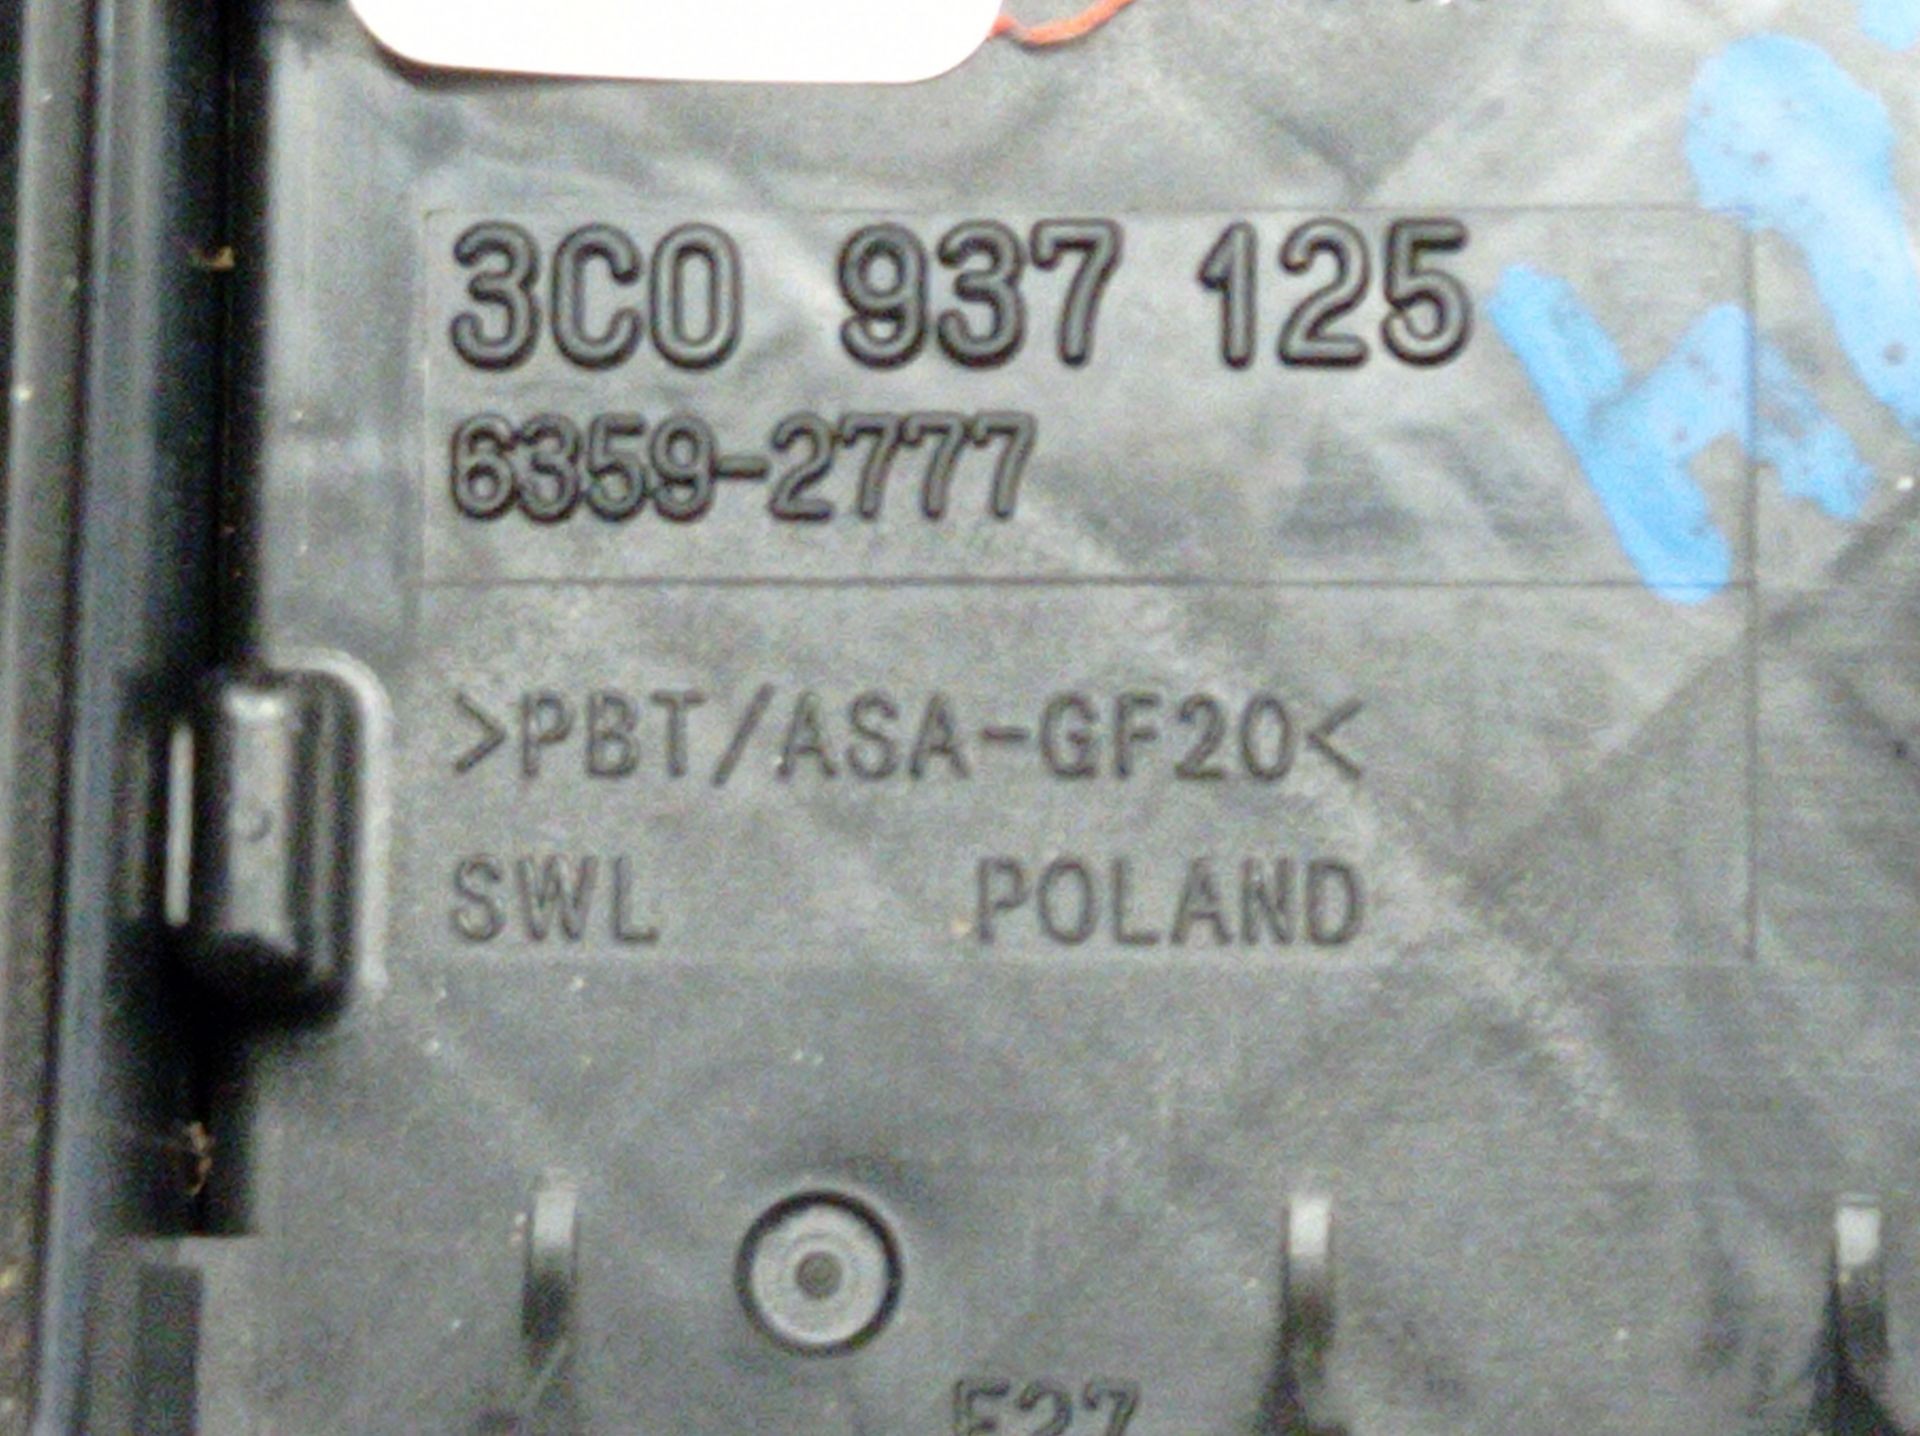 3C0 937 125
6359-2777
>PBT/ASA-GF20<
SWL POLAND